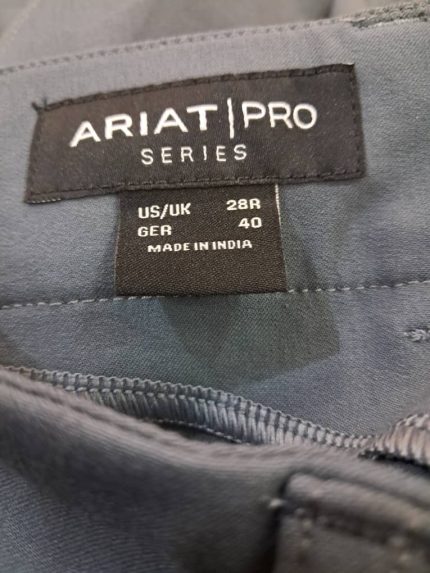 ARIAT | PRO
SERIES
US/UK 28R
GER 40
MADE IN INDIA